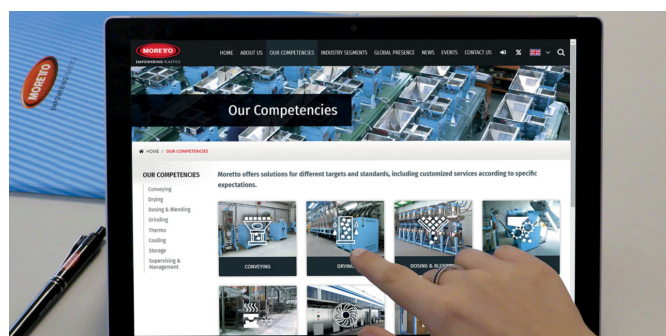 MORETTO
MORETTO
EMPOWERING PLASTICS
HOME ABOUT US OUR COMPETENCIES INDUSTRY SEGMENTS GLOBAL PRESENCE NEWS EVENTS CONTACT US
Our Competencies
HOME / OUR COMPETENCIES
OUR COMPETENCIES
Conveying
Drying
Dosing & Blending
Grinding
Thermo
Cooling
Storage
Supervising &
Management
Moretto offers solutions for different targets and standards, including customized services according to specific
expectations.
CONVEYING
DOSING &